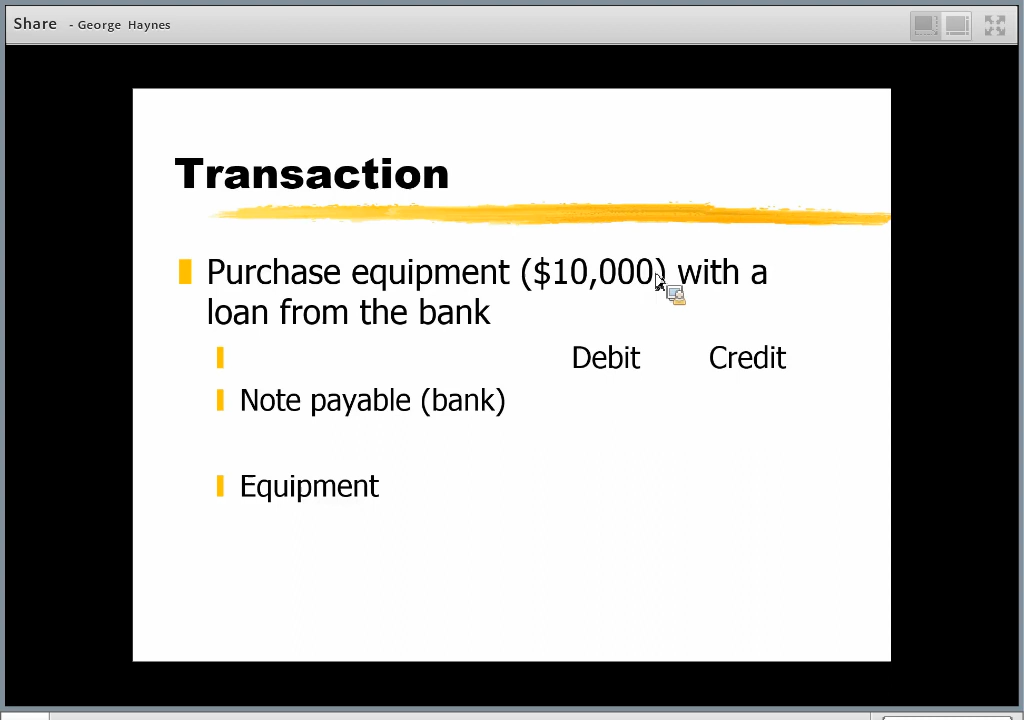 Share - George Haynes
Transaction
Purchase equipment ($10,000) with a
loan from the bank
Debit Credit
Note payable (bank)
Equipment